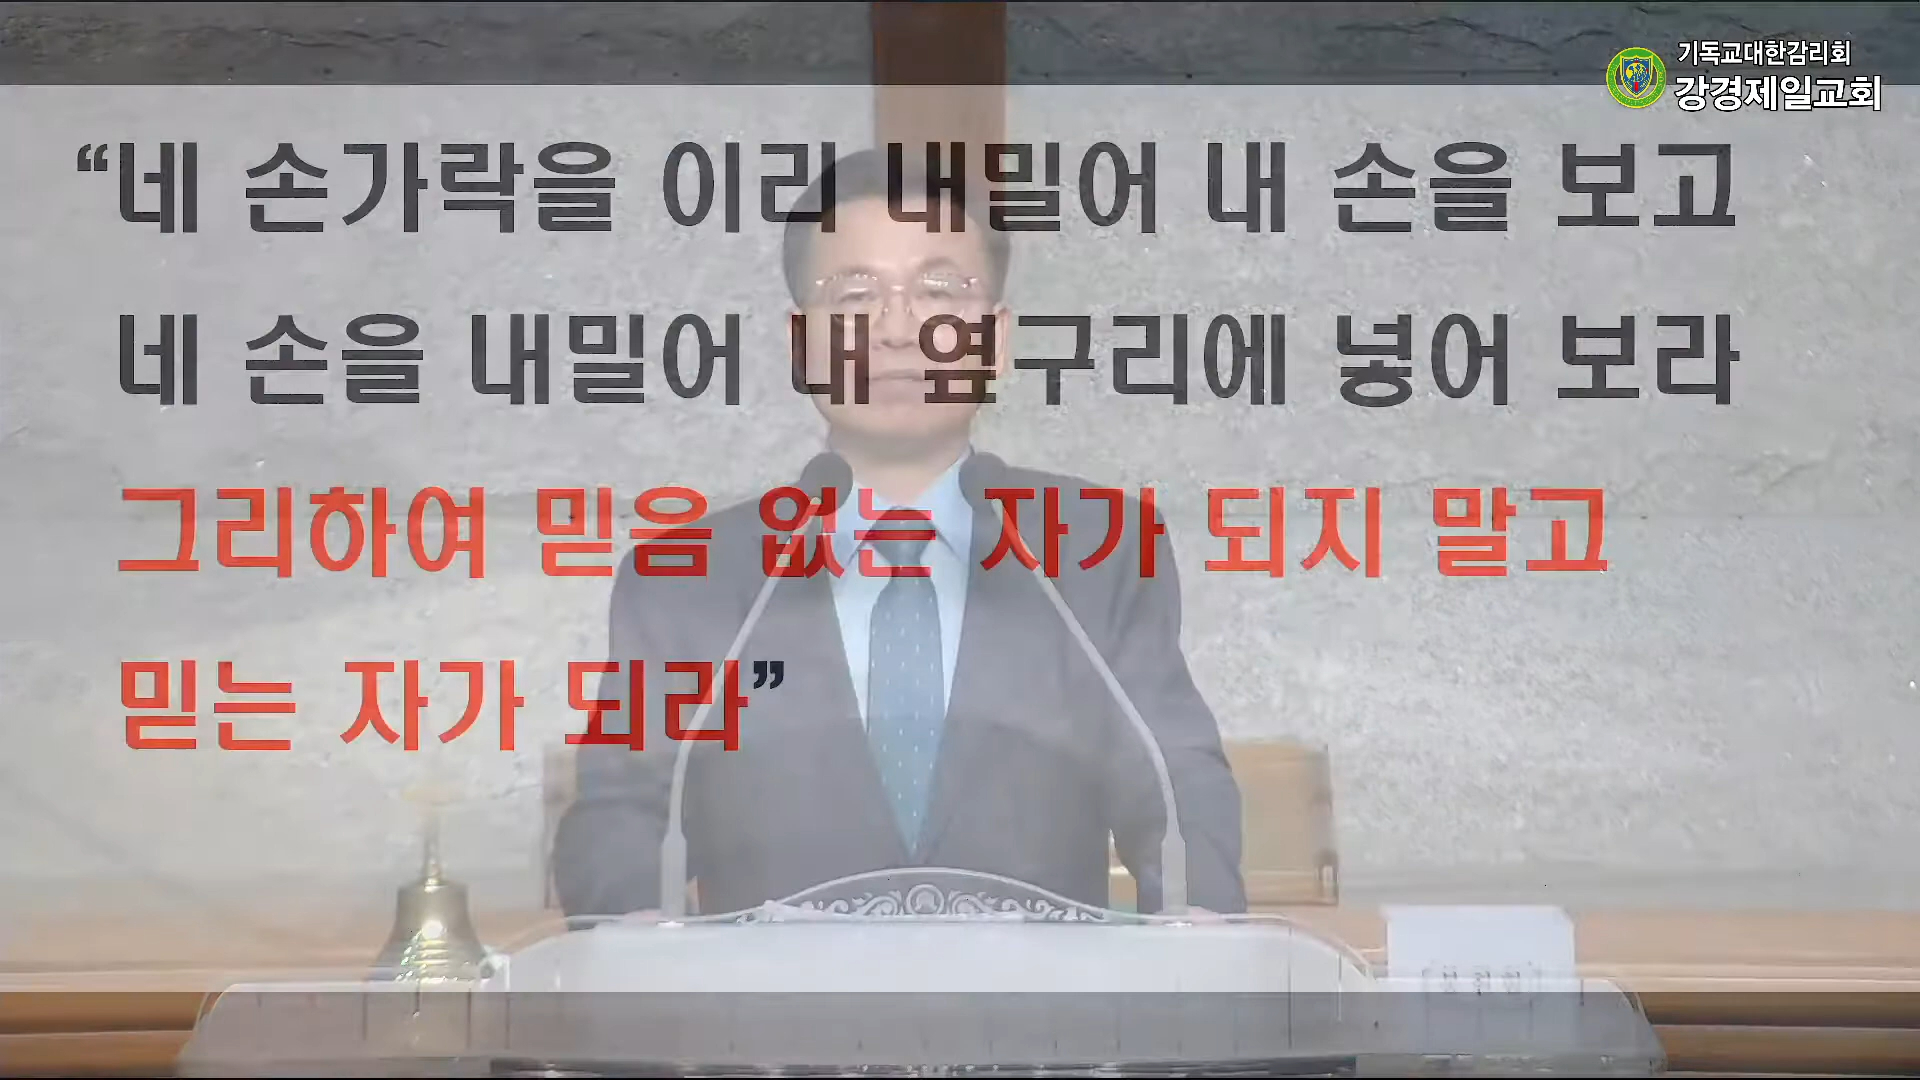 기독교대한감리회
강경제일교회
“네 손가락을 이리 내밀어 내 손을 보고
네 손을 내밀어 내 옆구리에 넣어 보라
그리하여 믿음 없는 자가 되지 말고
믿는 자가 되라”